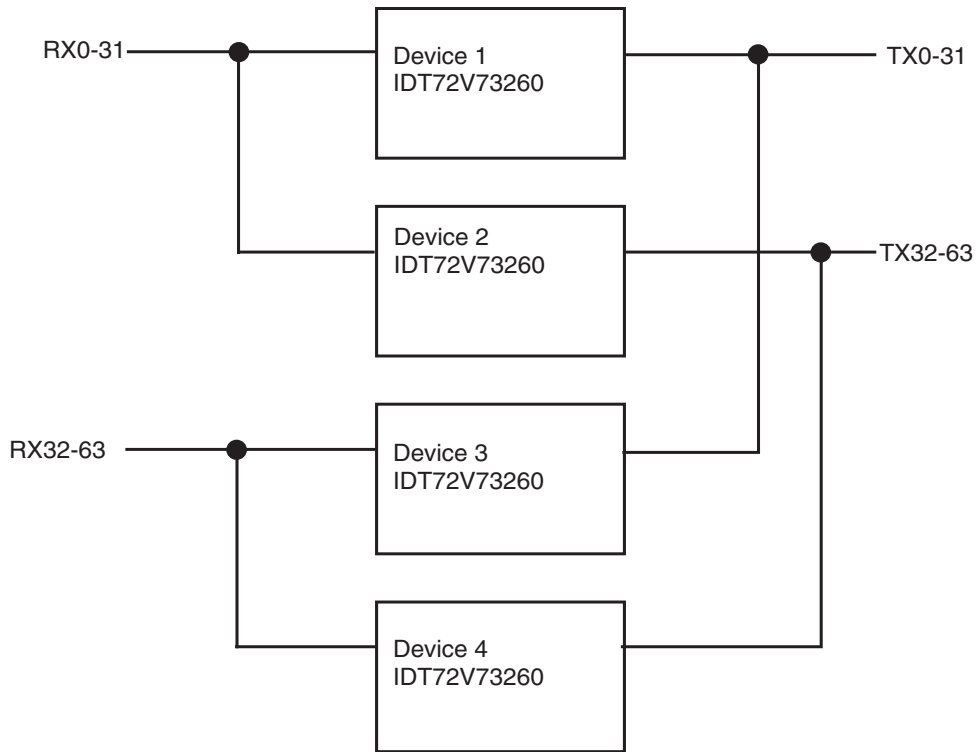 RX0-31
Device 1
IDT72V73260
TX0-31
Device 2
IDT72V73260
TX32-63
RX32-63
Device 3
IDT72V73260
Device 4
IDT72V73260